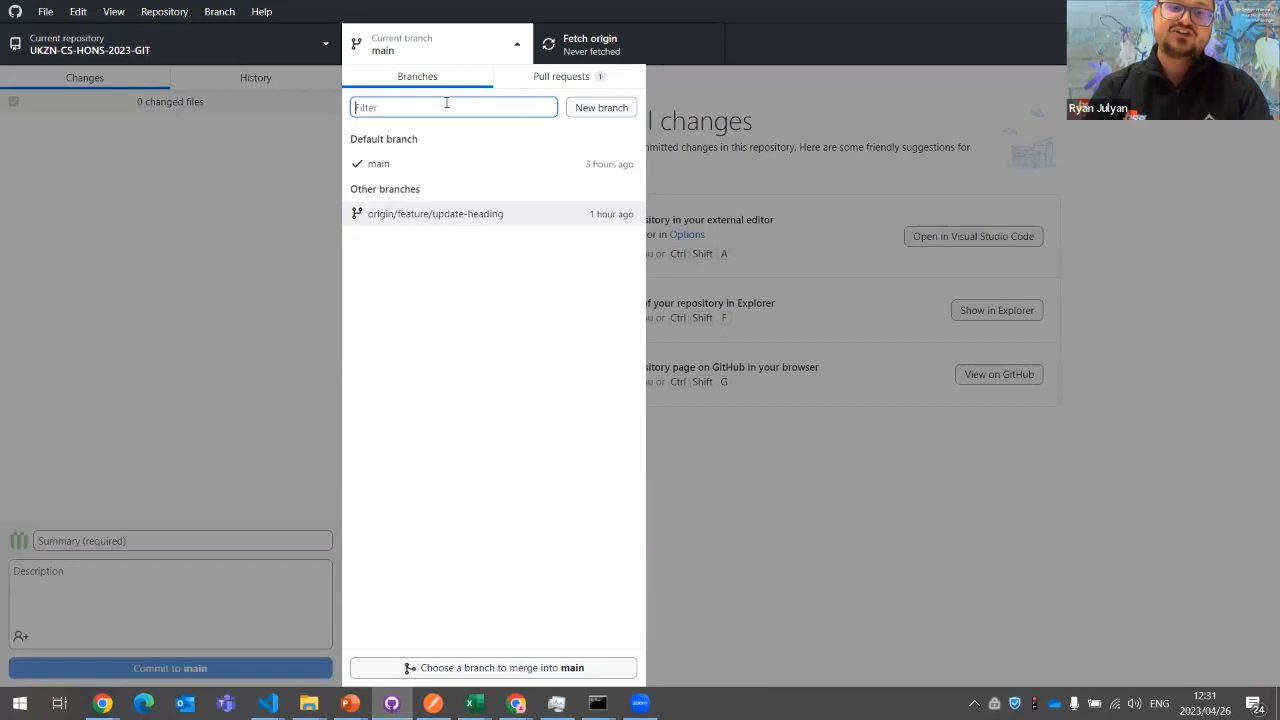 File Edit View Repository Branch Help
Current repository
UKZN-CS-HONS-2023-GIT
Current branch
main
Fetch origin
Never fetched
Changes
History
Branches
Pull requests 1
0 changed files
Filter
New branch
Default branch
main
3 hours ago
Other branches
origin/feature/update-heading
1 hour ago
l changes
mmitted changes in this repository. Here are some friendly suggestions for
sitory in your external editor
tor in Options
nu or Ctrl Shift A
Open in Visual Studio Code
of your repository in Explorer
nu or Ctrl Shift F
Show in Explorer
sitory page on GitHub in your browser
nu or Ctrl Shift G
View on GitHub
Summary (required)
Description
Commit to main
Choose a branch to merge into main
Ryan Julyan
zoom
12:31
2023/04/26
24